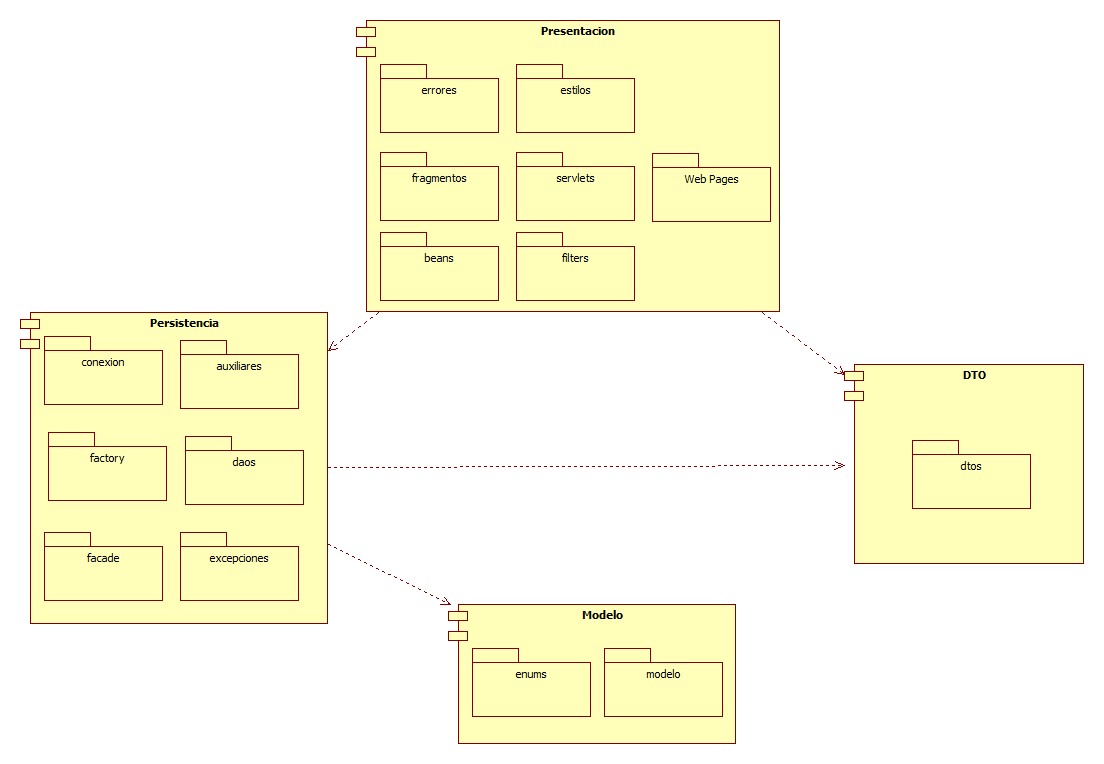 Presentacion
errores
estilos
fragmentos
servlets
Web Pages
beans
filters
Persistencia
conexion
auxiliares
factory
daos
facade
excepciones
DTO
dtos
Modelo
enums
modelo